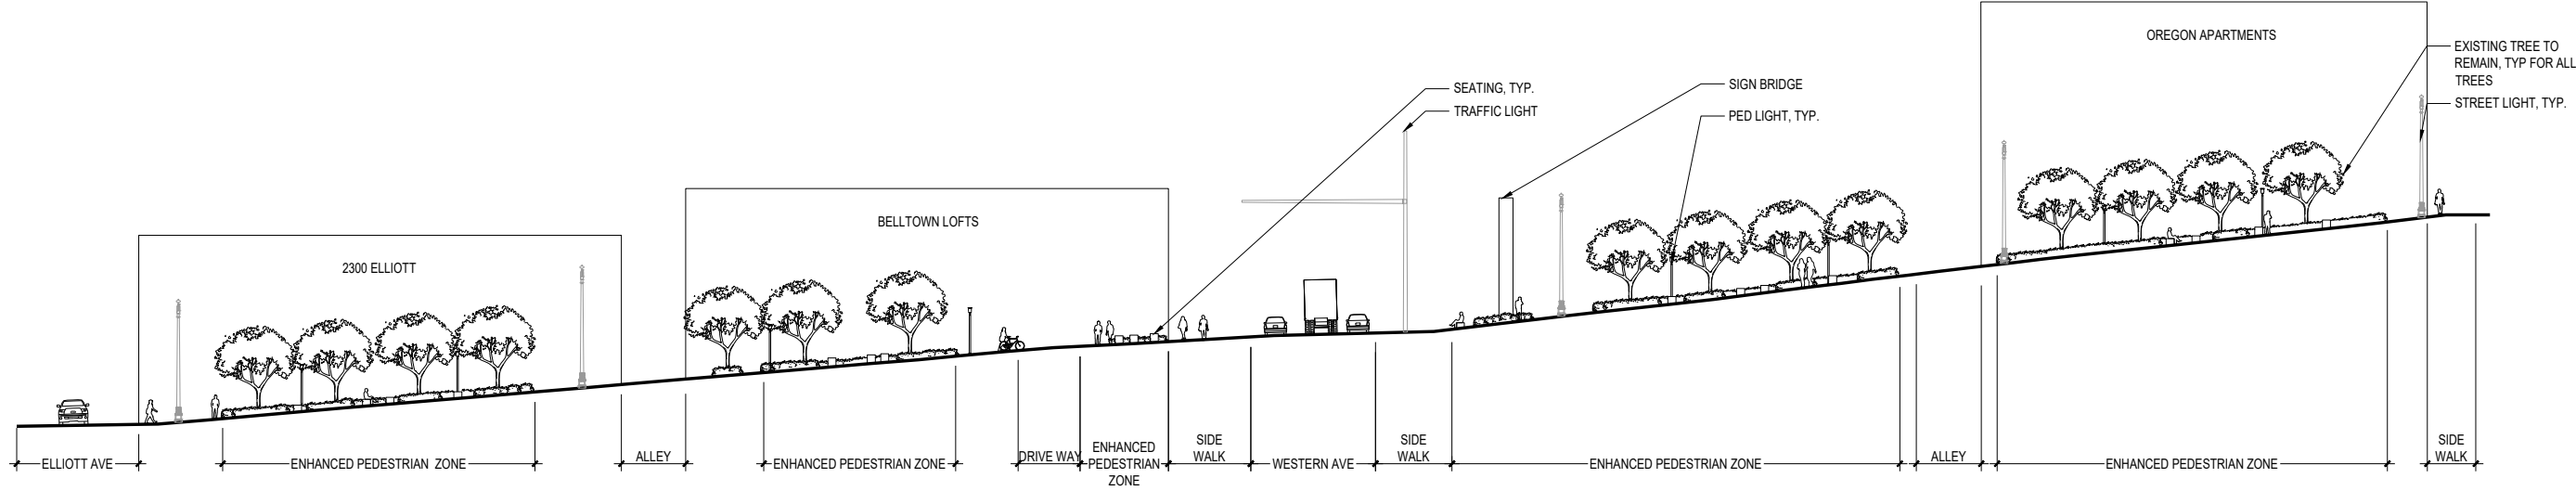 OREGON APARTMENTS
EXISTING TREE TO
REMAIN, TYP FOR ALL
TREES
STREET LIGHT, TYP.
SEATING, TYP.
TRAFFIC LIGHT
SIGN BRIDGE
PED LIGHT, TYP.
BELLTOWN LOFTS
2300 ELLIOTT
ELLIOTT AVE
ENHANCED PEDESTRIAN ZONE
ALLEY
ENHANCED PEDESTRIAN ZONE
DRIVE WAY
ENHANCED
PEDESTRIAN
ZONE
SIDE
WALK
WESTERN AVE
SIDE
WALK
ENHANCED PEDESTRIAN ZONE
ALLEY
ENHANCED PEDESTRIAN ZONE
SIDE
WALK